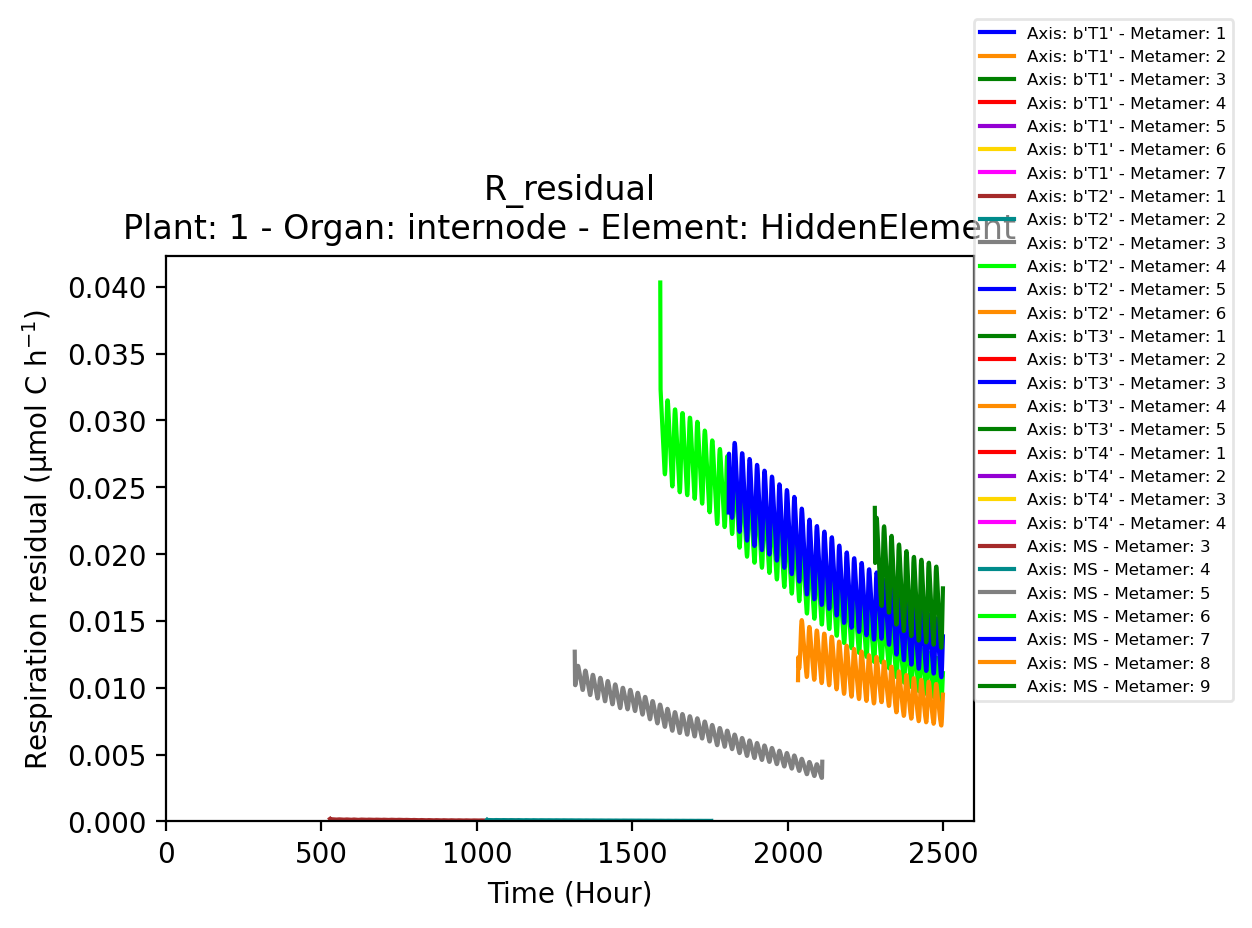 R_residual
Plant: 1 - Organ: internode - Element: HiddenElement
Respiration residual (µmol C h⁻¹)
0.040
0.035
0.030
0.025
0.020
0.015
0.010
0.005
0.000
0
500
1000
1500
2000
2500
Time (Hour)
Axis: b'T1' - Metamer: 1
Axis: b'T1' - Metamer: 2
Axis: b'T1' - Metamer: 3
Axis: b'T1' - Metamer: 4
Axis: b'T1' - Metamer: 5
Axis: b'T1' - Metamer: 6
Axis: b'T1' - Metamer: 7
Axis: b'T2' - Metamer: 1
Axis: b'T2' - Metamer: 2
Axis: b'T2' - Metamer: 3
Axis: b'T2' - Metamer: 4
Axis: b'T2' - Metamer: 5
Axis: b'T2' - Metamer: 6
Axis: b'T3' - Metamer: 1
Axis: b'T3' - Metamer: 2
Axis: b'T3' - Metamer: 3
Axis: b'T3' - Metamer: 4
Axis: b'T3' - Metamer: 5
Axis: b'T4' - Metamer: 1
Axis: b'T4' - Metamer: 2
Axis: b'T4' - Metamer: 3
Axis: b'T4' - Metamer: 4
Axis: MS - Metamer: 3
Axis: MS - Metamer: 4
Axis: MS - Metamer: 5
Axis: MS - Metamer: 6
Axis: MS - Metamer: 7
Axis: MS - Metamer: 8
Axis: MS - Metamer: 9